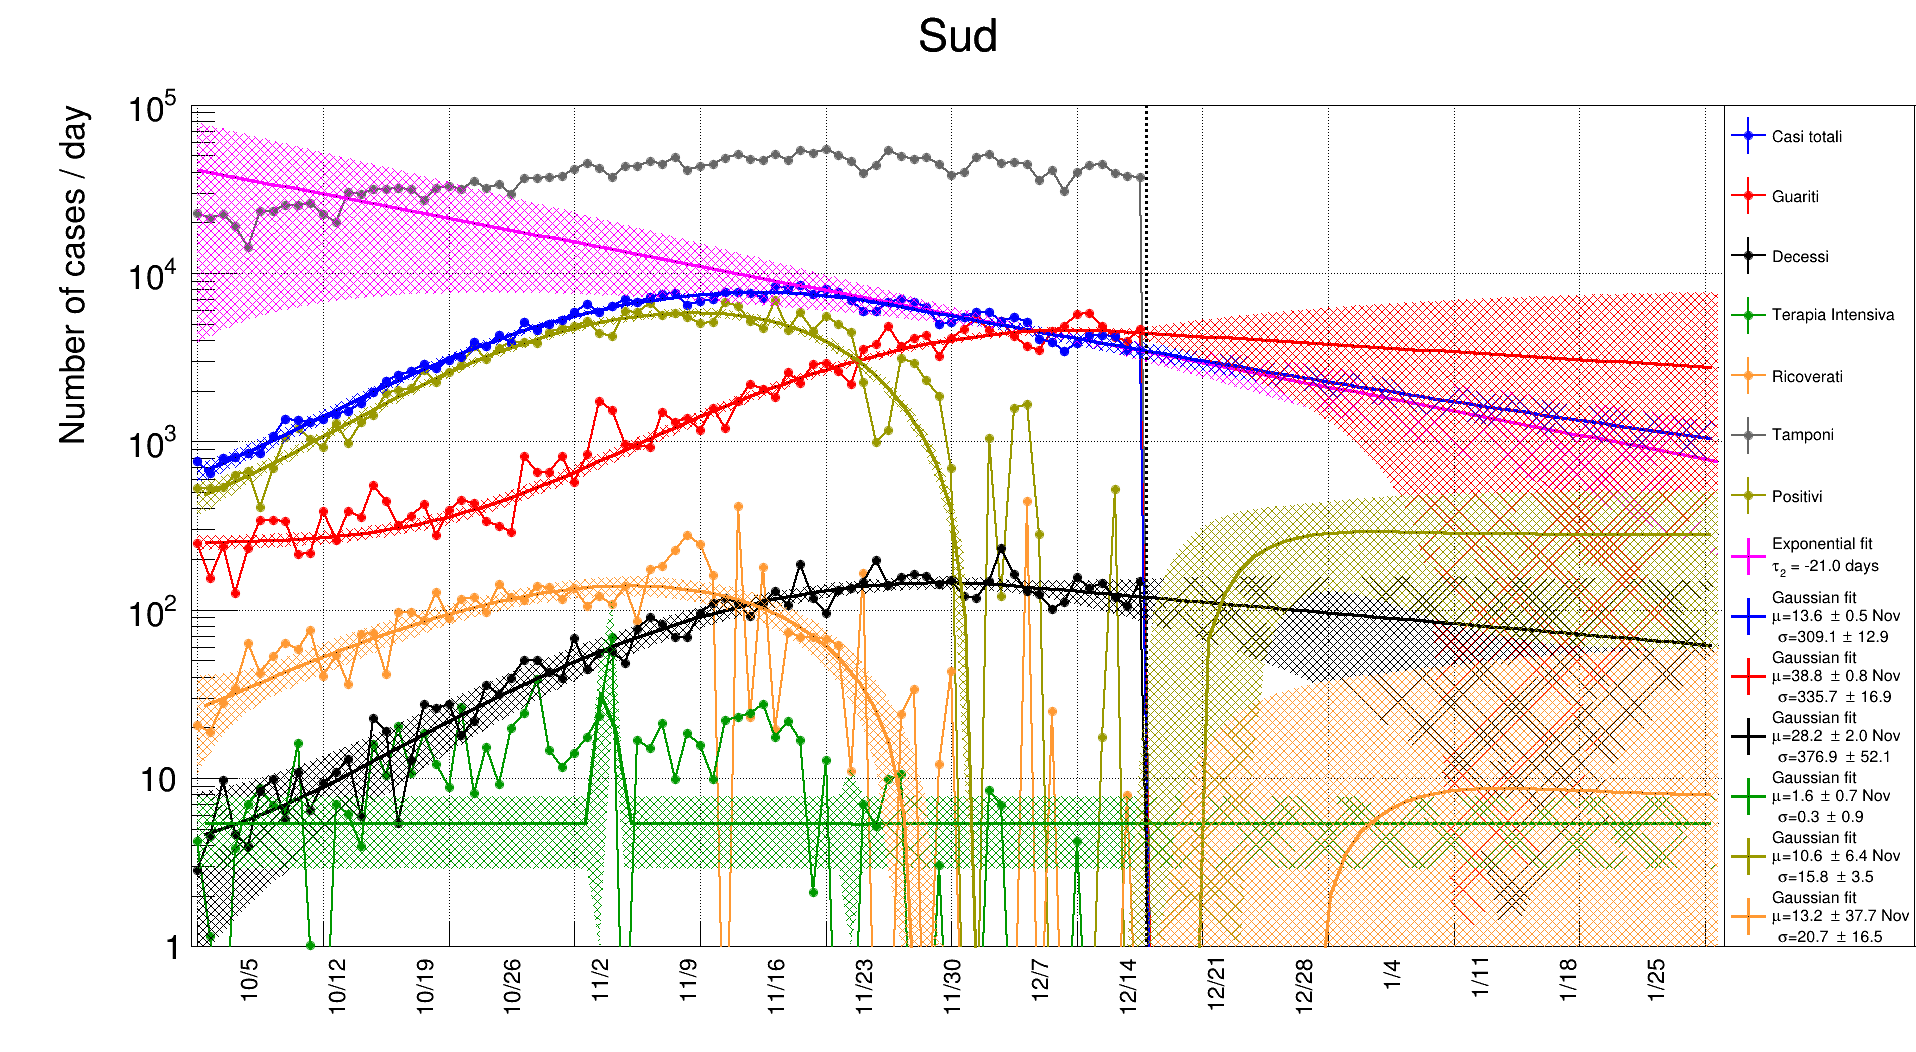 Sud
Number of cases / day
10^5
10^4
10^3
10^2
10
1
10/5
10/12
10/19
10/26
11/2
11/9
11/16
11/23
11/30
12/7
12/14
12/21
12/28
1/4
1/11
1/18
1/25
Casi totali
Guariti
Decessi
Terapia Intensiva
Ricoverati
Tamponi
Positivi
Exponential fit
τ₂ = -21.0 days
Gaussian fit
μ=13.6 ± 0.5 Nov
σ=309.1 ± 12.9
Gaussian fit
μ=38.8 ± 0.8 Nov
σ=335.7 ± 16.9
Gaussian fit
μ=28.2 ± 2.0 Nov
σ=376.9 ± 52.1
Gaussian fit
μ=1.6 ± 0.7 Nov
σ=0.3 ± 0.9
Gaussian fit
μ=10.6 ± 6.4 Nov
σ=15.8 ± 3.5
Gaussian fit
μ=13.2 ± 37.7 Nov
σ=20.7 ± 16.5